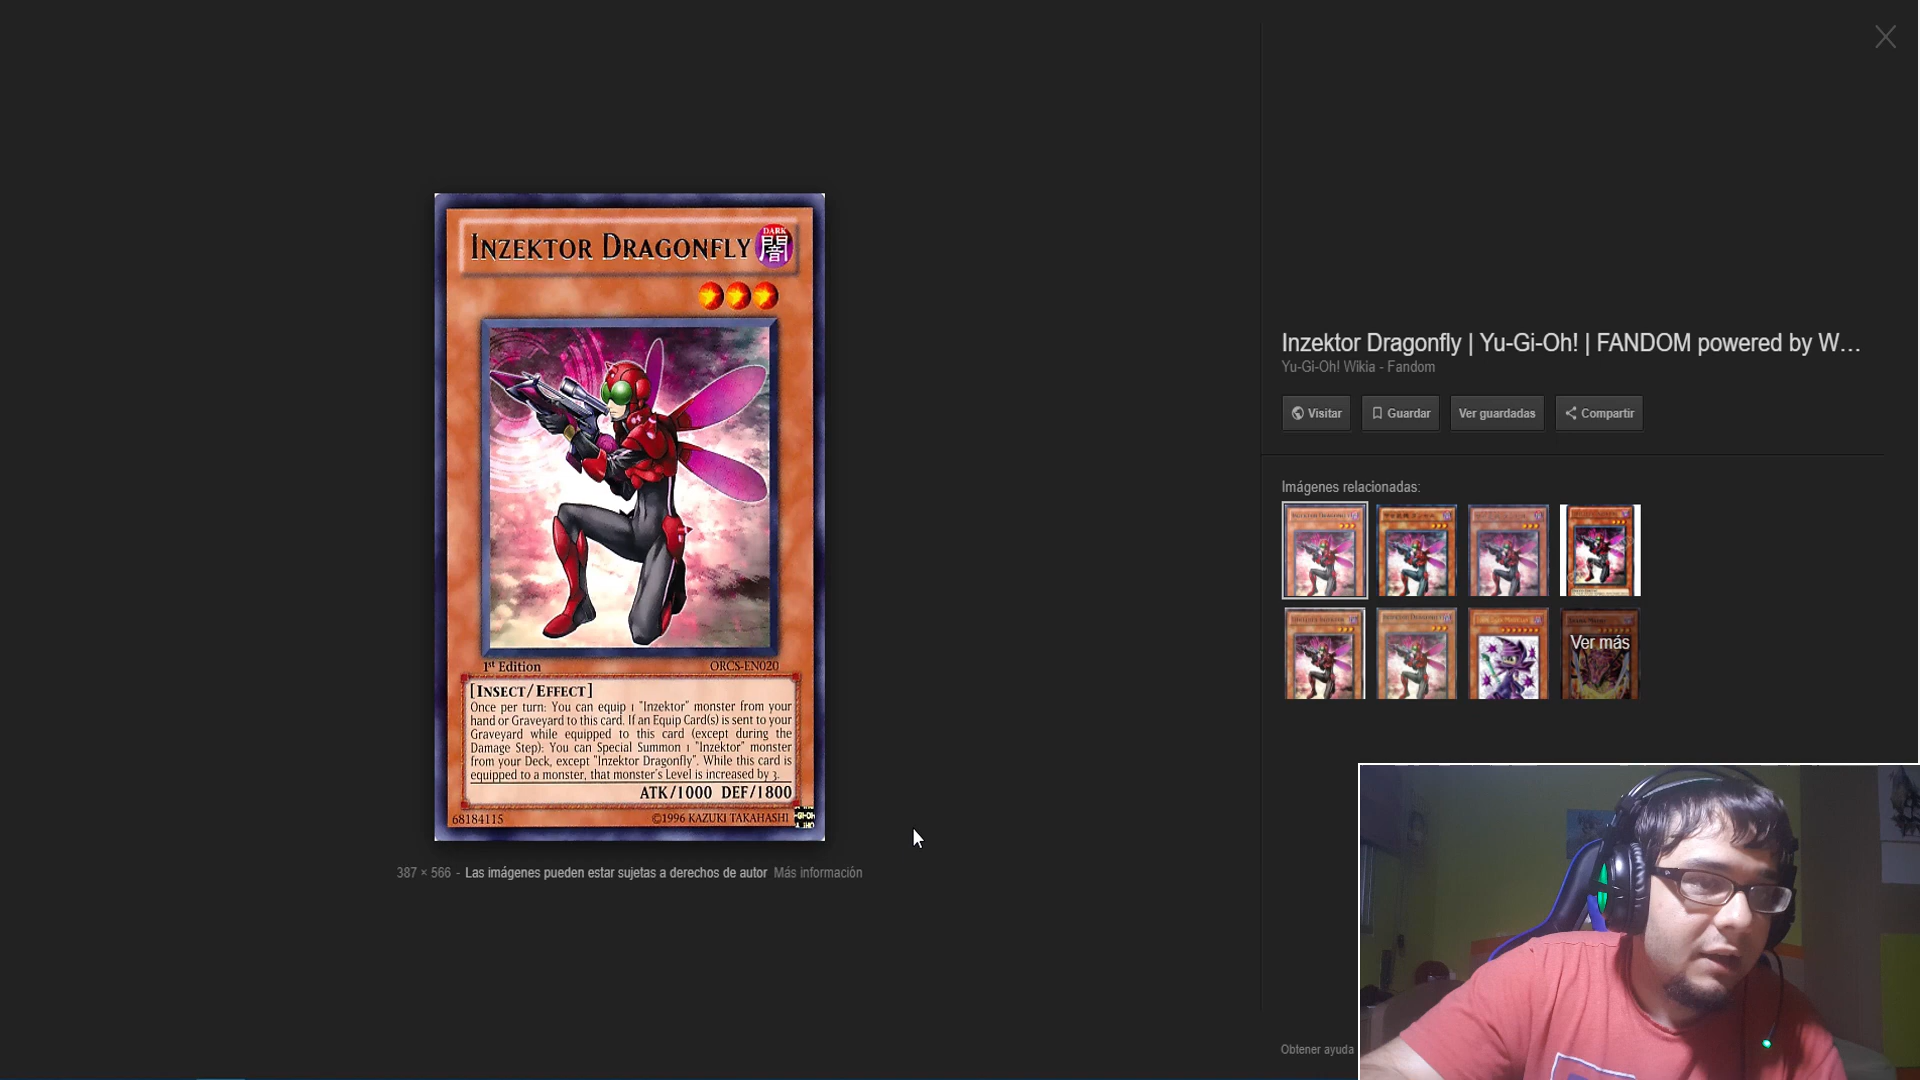 INZEKTOR DRAGONFLY
DARK
闇
1st Edition
ORCS-EN020
[INSECT/EFFECT]
Once per turn: You can equip 1 "Inzektor" monster from your
hand or Graveyard to this card. If an Equip Card(s) is sent to your
Graveyard while equipped to this card (except during the
Damage Step): You can Special Summon 1 "Inzektor" monster
from your Deck, except "Inzektor Dragonfly". While this card is
equipped to a monster, that monster's Level is increased by 3.
ATK/1000 DEF/1800
68184115
©1996 KAZUKI TAKAHASHI
387 × 566 - Las imágenes pueden estar sujetas a derechos de autor Más información
Inzektor Dragonfly | Yu-Gi-Oh! | FANDOM powered by W…
Yu-Gi-Oh! Wikia - Fandom
Visitar
Guardar
Ver guardadas
Compartir
Imágenes relacionadas:
Ver más
Obtener ayuda